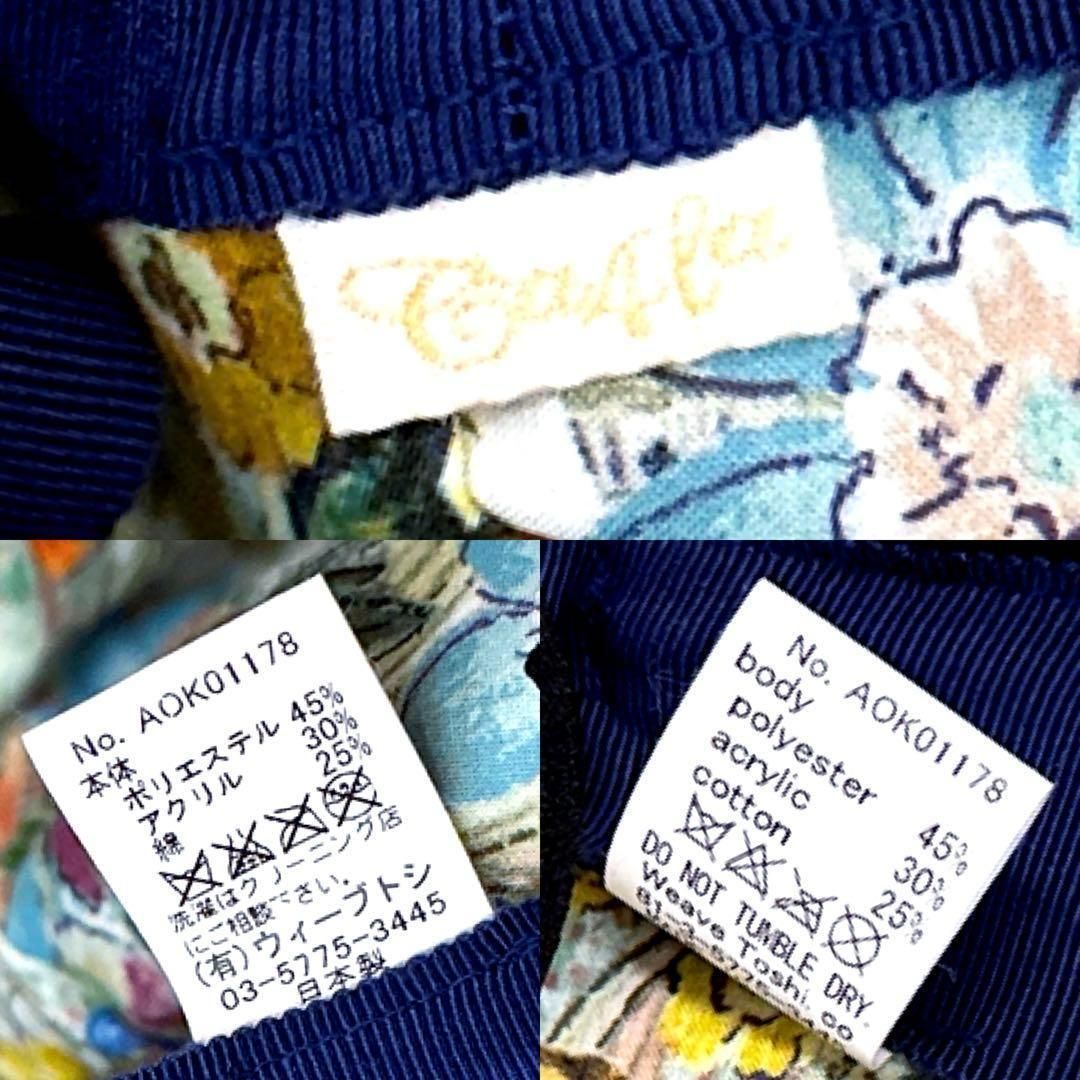 Ca4la
No. AOK01178
本体
ポリエステル 45%
アクリル 30%
綿 25%
洗濯はクリーニング店
にご相談下さい.
(有)ウィーブトシ
03-5775-3445
日本製
No. AOK01178
body
polyester 45%
acrylic 30%
cotton 25%
DO NOT TUMBLE DRY.
Weave Toshi. co